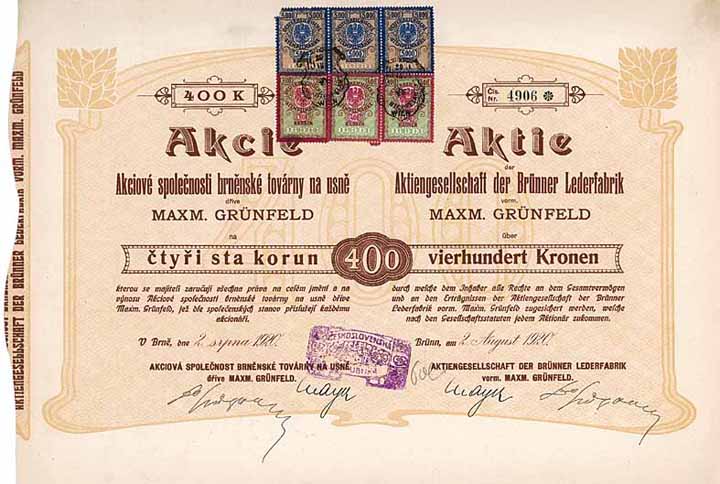 400 K
Akcie
Akciové společnosti brněnské továrny na usně
dříve
MAXM. GRÜNFELD
na
čtyři sta korun
400
kterou se majiteli zaručují všechna práva na celém jmění a na
výnosu Akciové společnosti brněnské továrny na usně dříve
Maxm. Grünfeld, jež dle společenských stanov příslušejí každému
akcionáři.
V Brně, dne 2. srpna 1920.
AKCIOVÁ SPOLEČNOST BRNĚNSKÉ TOVÁRNY NA USNĚ
dříve MAXM. GRÜNFELD.
Čís.
Nr. 4906
Aktie
der
Aktiengesellschaft der Brünner Lederfabrik
vorm.
MAXM. GRÜNFELD
über
vierhundert Kronen
durch welche dem Inhaber alle Rechte an dem Gesamtvermögen
und an den Erträgnissen der Aktiengesellschaft der Brünner
Lederfabrik vorm. Maxm. Grünfeld zugesichert werden, welche
nach den Gesellschaftsstatuten jedem Aktionär zukommen.
Brünn, am 2. August 1920.
AKTIENGESELLSCHAFT DER BRÜNNER LEDERFABRIK
vorm. MAXM. GRÜNFELD.
AKTIENGESELLSCHAFT DER BRÜNNER LEDERFABRIK VORM. MAXM. GRÜNFELD